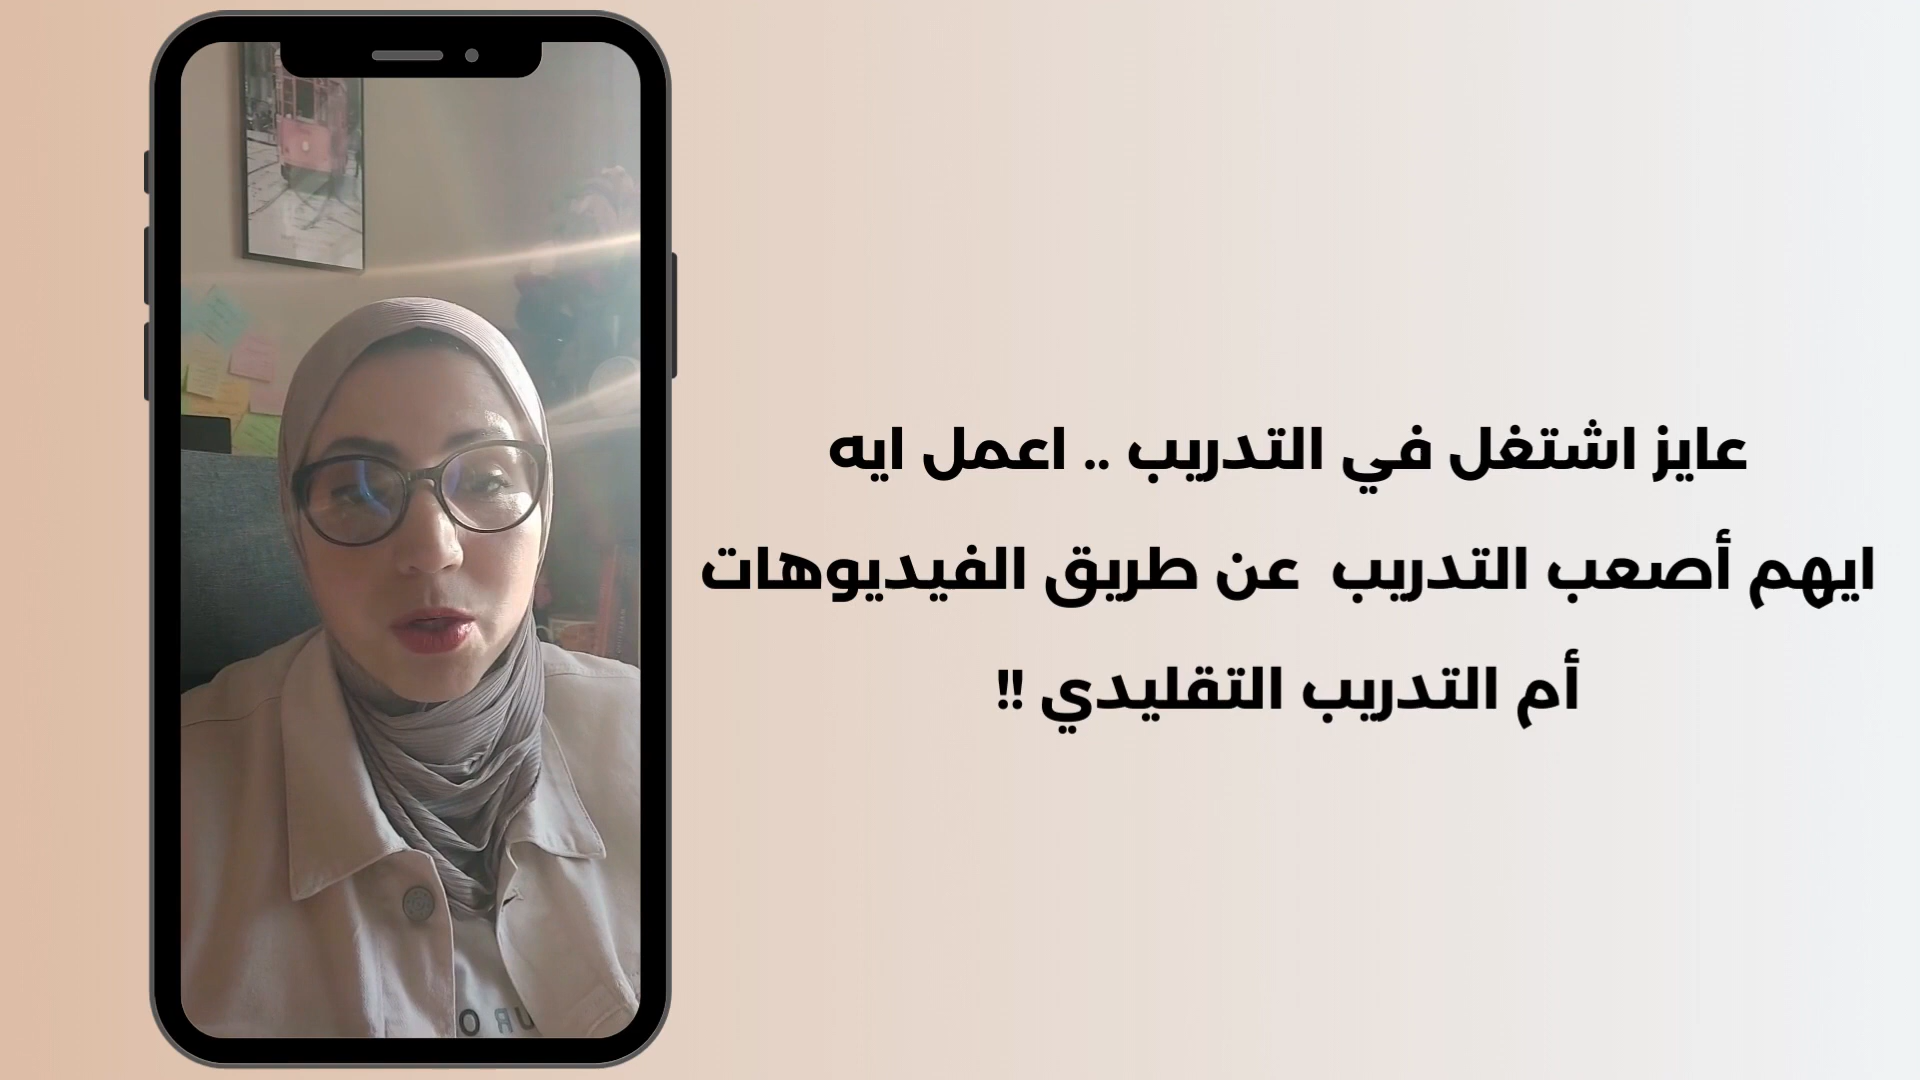 عايز اشتغل في التدريب .. اعمل ايه
ايهم أصعب التدريب  عن طريق الفيديوهات
أم التدريب التقليدي !!